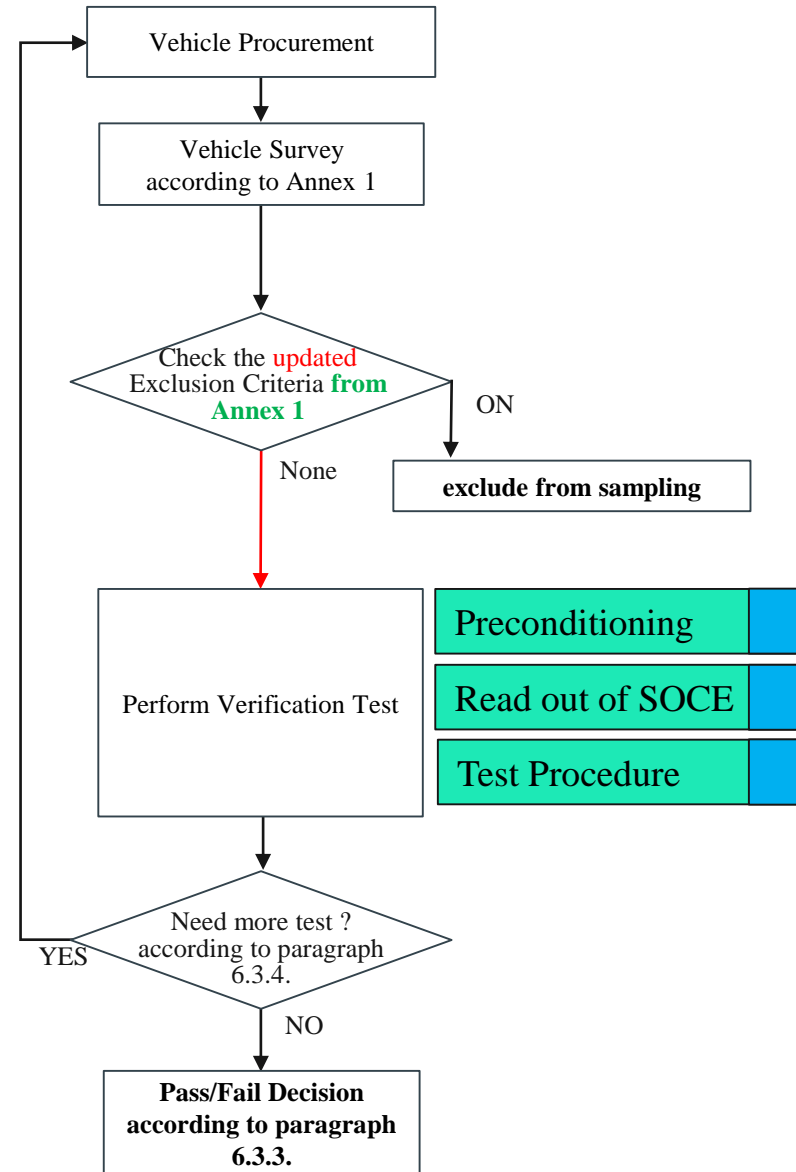 Vehicle Procurement
Vehicle Survey
according to Annex 1
Check the updated
Exclusion Criteria from
Annex 1
ON
None
exclude from sampling
Perform Verification Test
Preconditioning
Read out of SOCE
Test Procedure
Need more test ?
according to paragraph
6.3.4.
YES
NO
Pass/Fail Decision
according to paragraph
6.3.3.